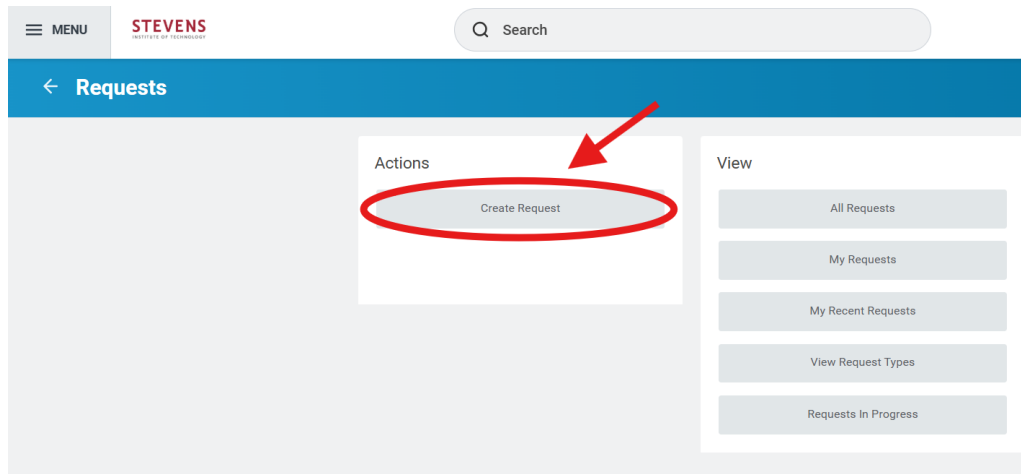 MENU
STEVENS
INSTITUTE OF TECHNOLOGY
Search
Requests
Actions
Create Request
View
All Requests
My Requests
My Recent Requests
View Request Types
Requests In Progress